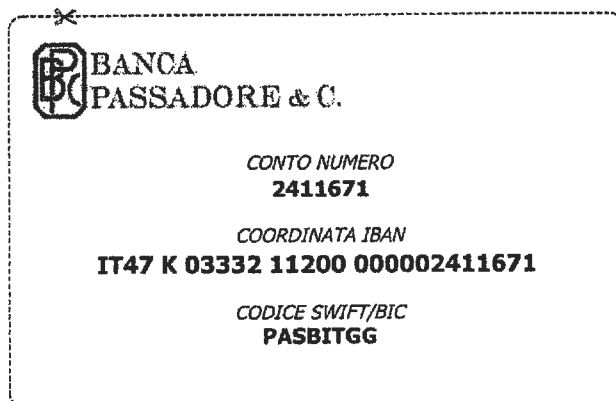 BANCA
PASSADORE & C.
CONTO NUMERO
2411671
COORDINATA IBAN
IT47 K 03332 11200 000002411671
CODICE SWIFT/BIC
PASBITGG